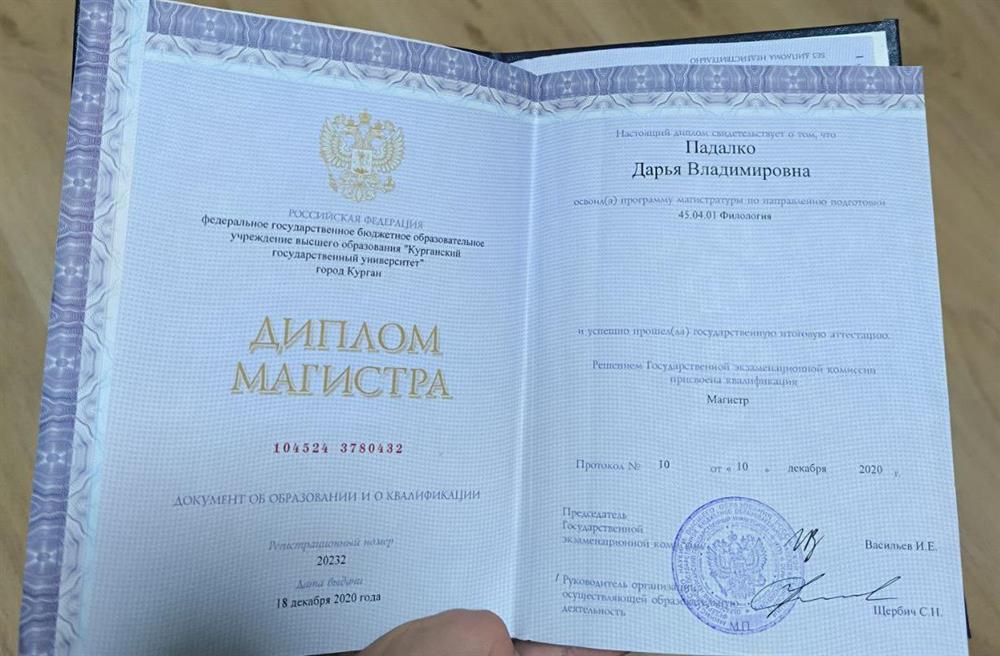 БЕЗ ДИПЛОМА НЕДЕЙСТВИТЕЛЬНО
РОССИЙСКАЯ ФЕДЕРАЦИЯ
федеральное государственное бюджетное образовательное
учреждение высшего образования "Курганский
государственный университет"
город Курган
ДИПЛОМ
МАГИСТРА
104524 3780432
ДОКУМЕНТ ОБ ОБРАЗОВАНИИ И О КВАЛИФИКАЦИИ
Регистрационный номер
20232
Дата выдачи
18 декабря 2020 года
Настоящий диплом свидетельствует о том, что
Падалко
Дарья Владимировна
освоил(а) программу магистратуры по направлению подготовки
45.04.01 Филология
и успешно прошел(ла) государственную итоговую аттестацию.
Решением Государственной экзаменационной комиссии
присвоена квалификация
Магистр
Протокол № 10 от « 10 » декабря 2020 г.
Председатель
Государственной
экзаменационной
Васильев И.Е.
Руководитель организации,
осуществляющей образовательную
деятельность
Щербич С.Н.
М.П.